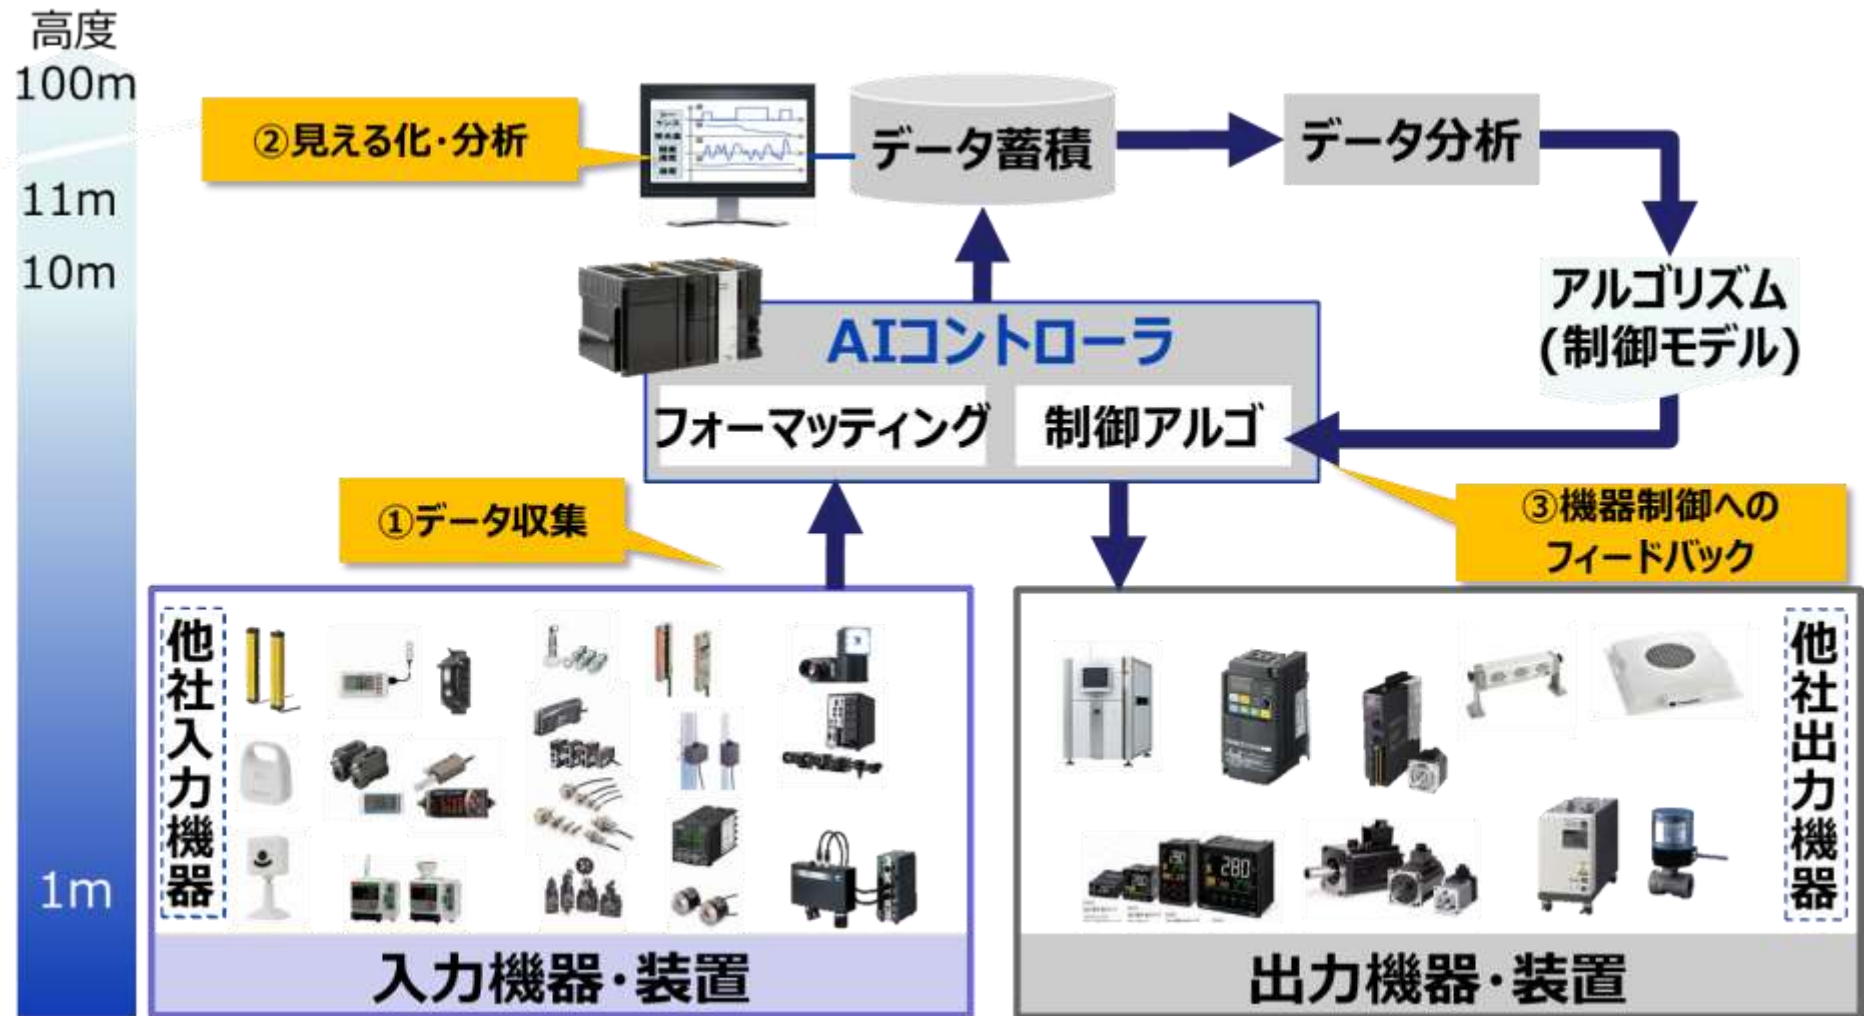 高度
100m
11m
10m
1m
②見える化・分析
データ蓄積
データ分析
アルゴリズム
(制御モデル)
AIコントローラ
フォーマッティング
制御アルゴ
①データ収集
③機器制御への
フィードバック
他社入力機器
入力機器・装置
280
他社出力機器
出力機器・装置